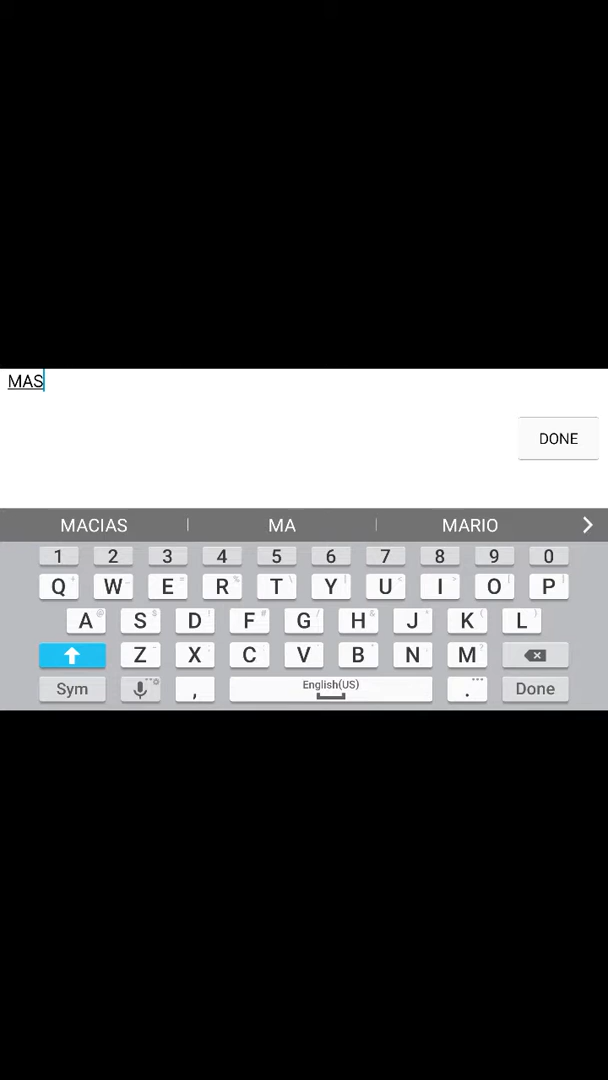 MAS
DONE
MACIAS MA MARIO
1 2 3 4 5 6 7 8 9 0
Q W E R T Y U I O P
A S D F G H J K L
Z X C V B N M
Sym , English(US) . Done